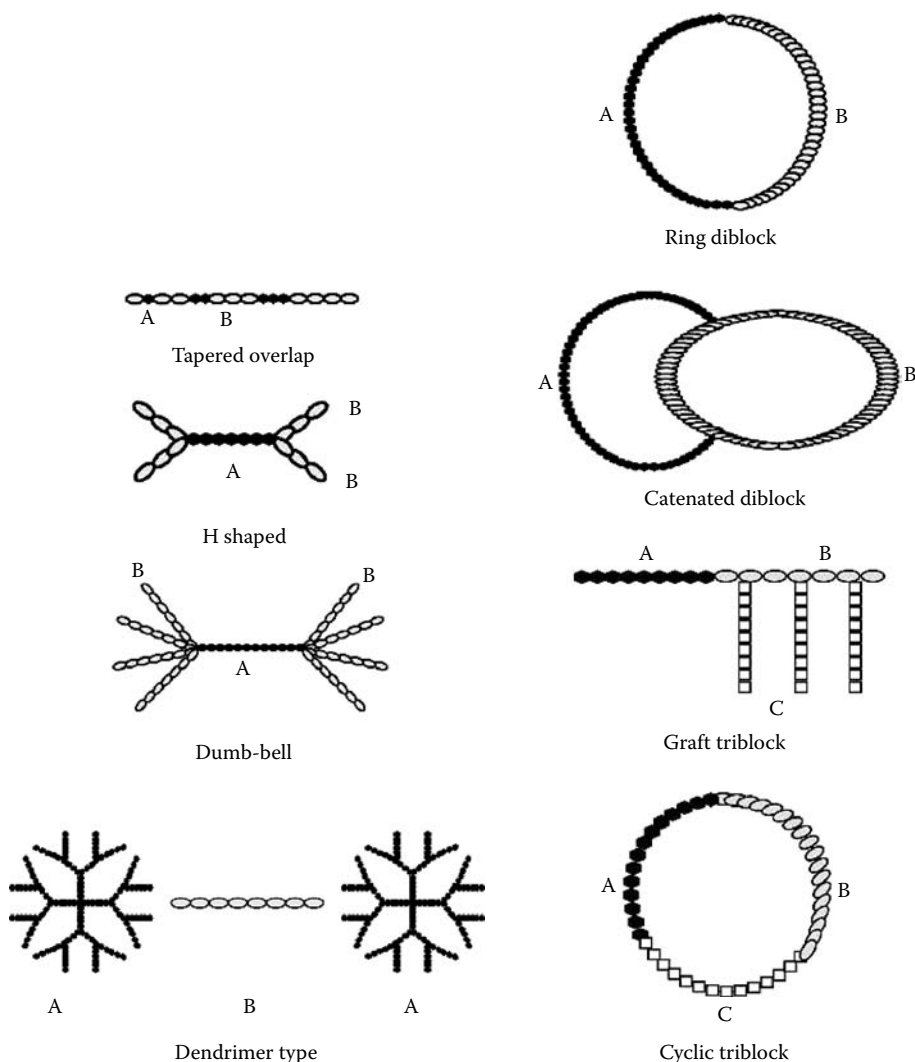 A
B
Ring diblock
A
B
Tapered overlap
A
B
Catenated diblock
B
A
B
H shaped
A
B
C
Graft triblock
B
B
A
Dumb-bell
A
B
A
Dendrimer type
A
B
C
Cyclic triblock